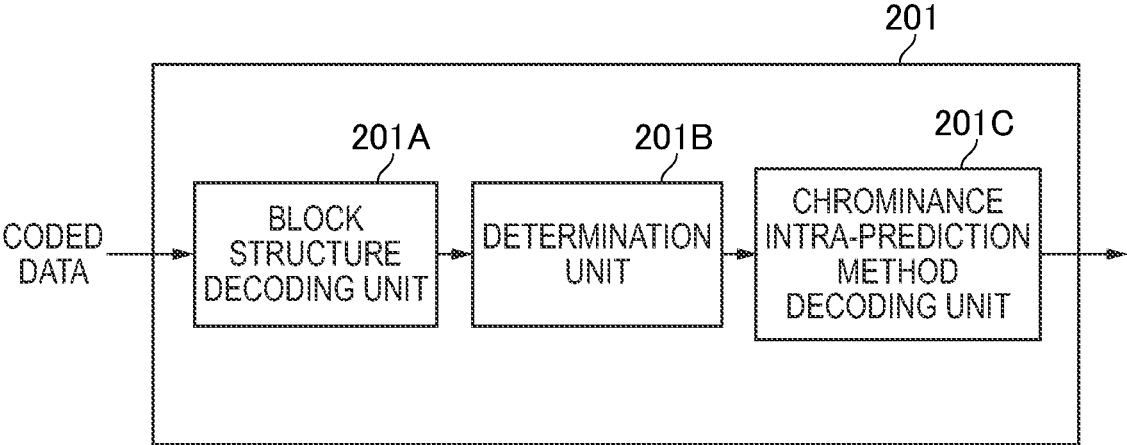 201
201A
201B
201C
CODED
DATA
BLOCK
STRUCTURE
DECODING UNIT
DETERMINATION
UNIT
CHROMINANCE
INTRA-PREDICTION
METHOD
DECODING UNIT